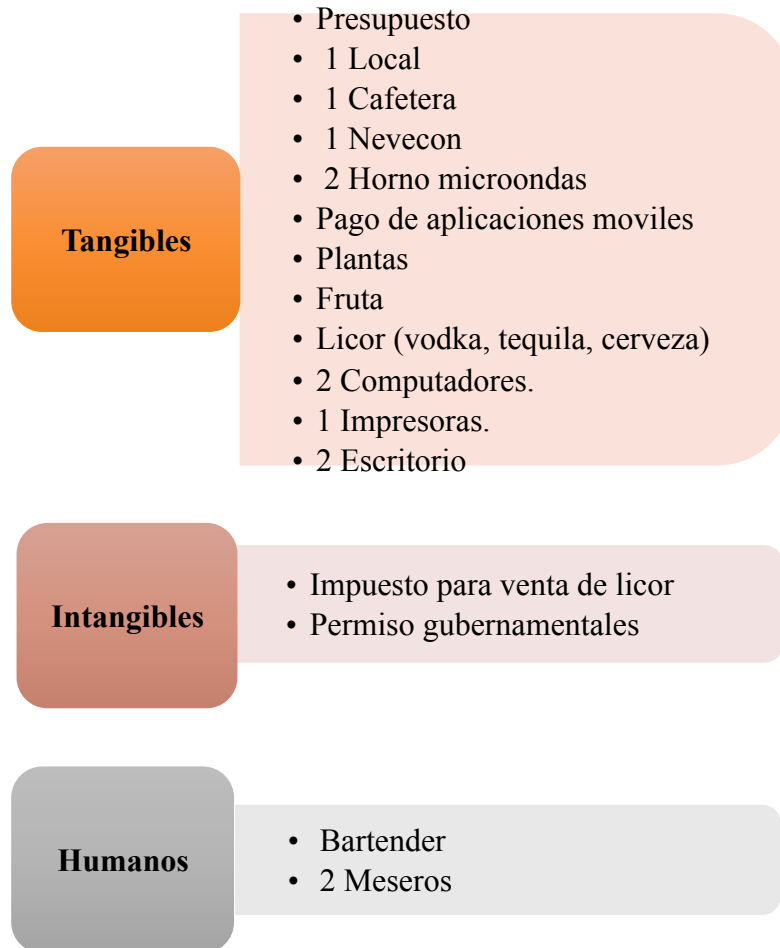 Tangibles
• Presupuesto
• 1 Local
• 1 Cafetera
• 1 Nevecon
• 2 Horno microondas
• Pago de aplicaciones moviles
• Plantas
• Fruta
• Licor (vodka, tequila, cerveza)
• 2 Computadores.
• 1 Impresoras.
• 2 Escritorio
Intangibles
• Impuesto para venta de licor
• Permiso gubernamentales
Humanos
• Bartender
• 2 Meseros